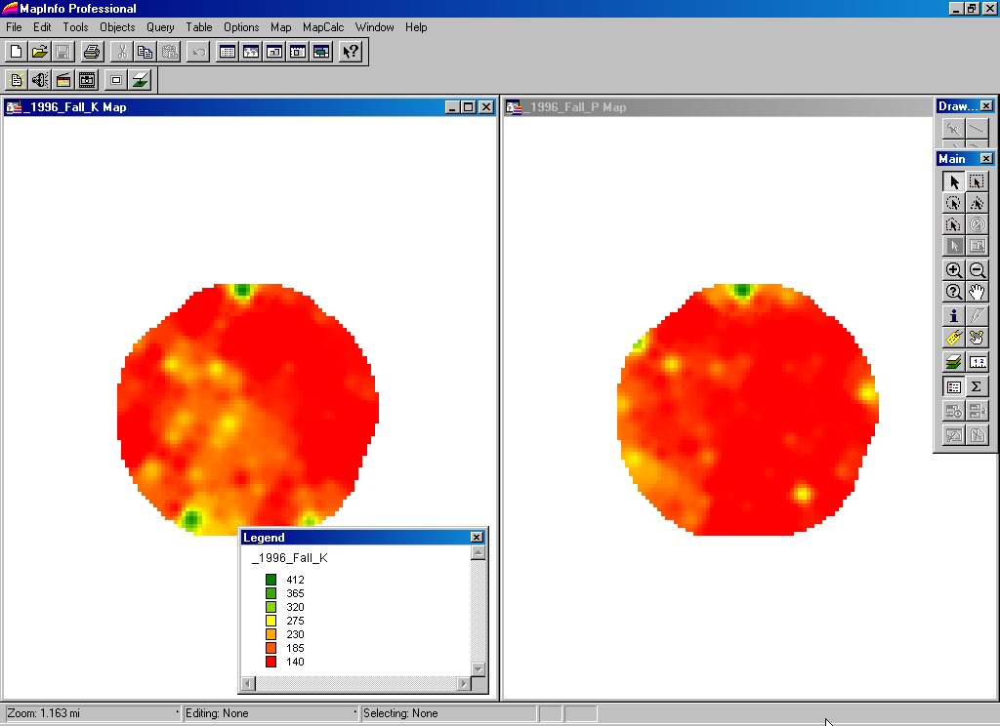 MapInfo Professional
File Edit Tools Objects Query Table Options Map MapCalc Window Help
_1996_Fall_K Map
_1996_Fall_P Map
Draw...
Main
Legend
_1996_Fall_K
412
365
320
275
230
185
140
Zoom: 1.163 mi
Editing: None
Selecting: None